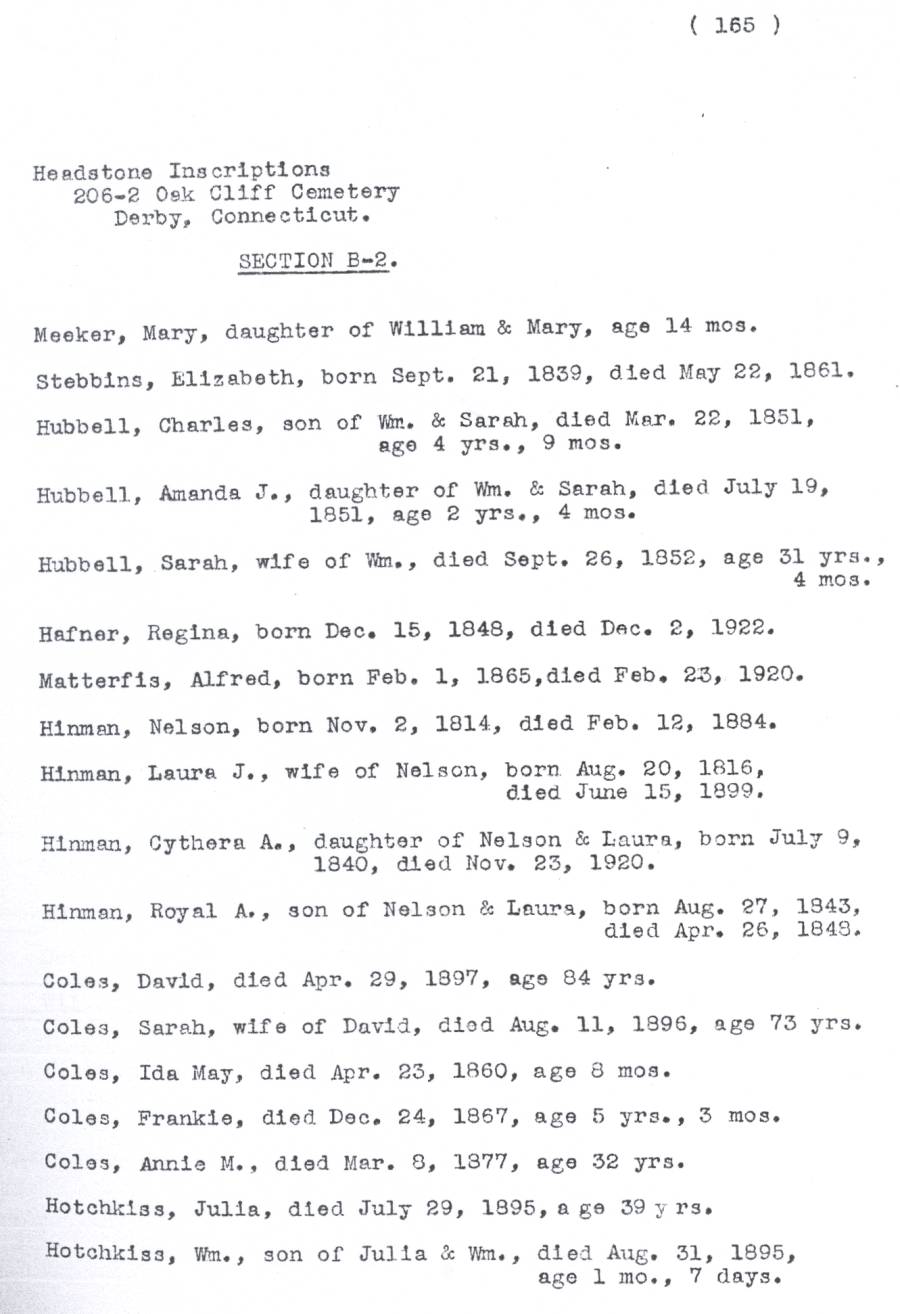 ( 165 )
Headstone Inscriptions
206-2 Oak Cliff Cemetery
Derby, Connecticut.
SECTION B-2.
Meeker, Mary, daughter of William & Mary, age 14 mos.
Stebbins, Elizabeth, born Sept. 21, 1839, died May 22, 1861.
Hubbell, Charles, son of Wm. & Sarah, died Mar. 22, 1851,
age 4 yrs., 9 mos.
Hubbell, Amanda J., daughter of Wm. & Sarah, died July 19,
1851, age 2 yrs., 4 mos.
Hubbell, Sarah, wife of Wm., died Sept. 26, 1852, age 31 yrs.,
4 mos.
Hafner, Regina, born Dec. 15, 1848, died Dec. 2, 1922.
Matterfis, Alfred, born Feb. 1, 1865,died Feb. 23, 1920.
Hinman, Nelson, born Nov. 2, 1814, died Feb. 12, 1884.
Hinman, Laura J., wife of Nelson, born Aug. 20, 1816,
died June 15, 1899.
Hinman, Cythera A., daughter of Nelson & Laura, born July 9,
1840, died Nov. 23, 1920.
Hinman, Royal A., son of Nelson & Laura, born Aug. 27, 1843,
died Apr. 26, 1848.
Coles, David, died Apr. 29, 1897, age 84 yrs.
Coles, Sarah, wife of David, died Aug. 11, 1896, age 73 yrs.
Coles, Ida May, died Apr. 23, 1860, age 8 mos.
Coles, Frankie, died Dec. 24, 1867, age 5 yrs., 3 mos.
Coles, Annie M., died Mar. 8, 1877, age 32 yrs.
Hotchkiss, Julia, died July 29, 1895, a ge 39 y rs.
Hotchkiss, Wm., son of Julia & Wm., died Aug. 31, 1895,
age 1 mo., 7 days.